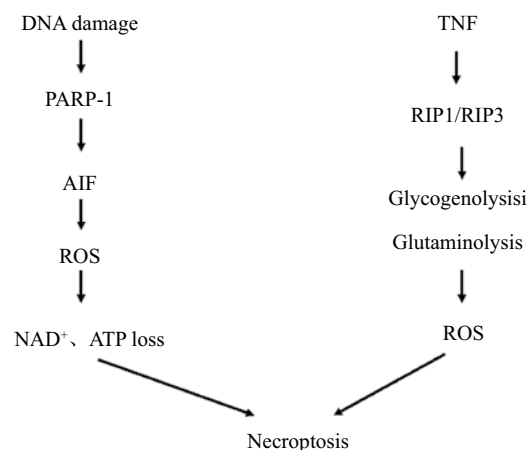 DNA damage
PARP-1
AIF
ROS
NAD⁺、ATP loss
TNF
RIP1/RIP3
Glycogenolysisi
Glutaminolysis
ROS
Necroptosis